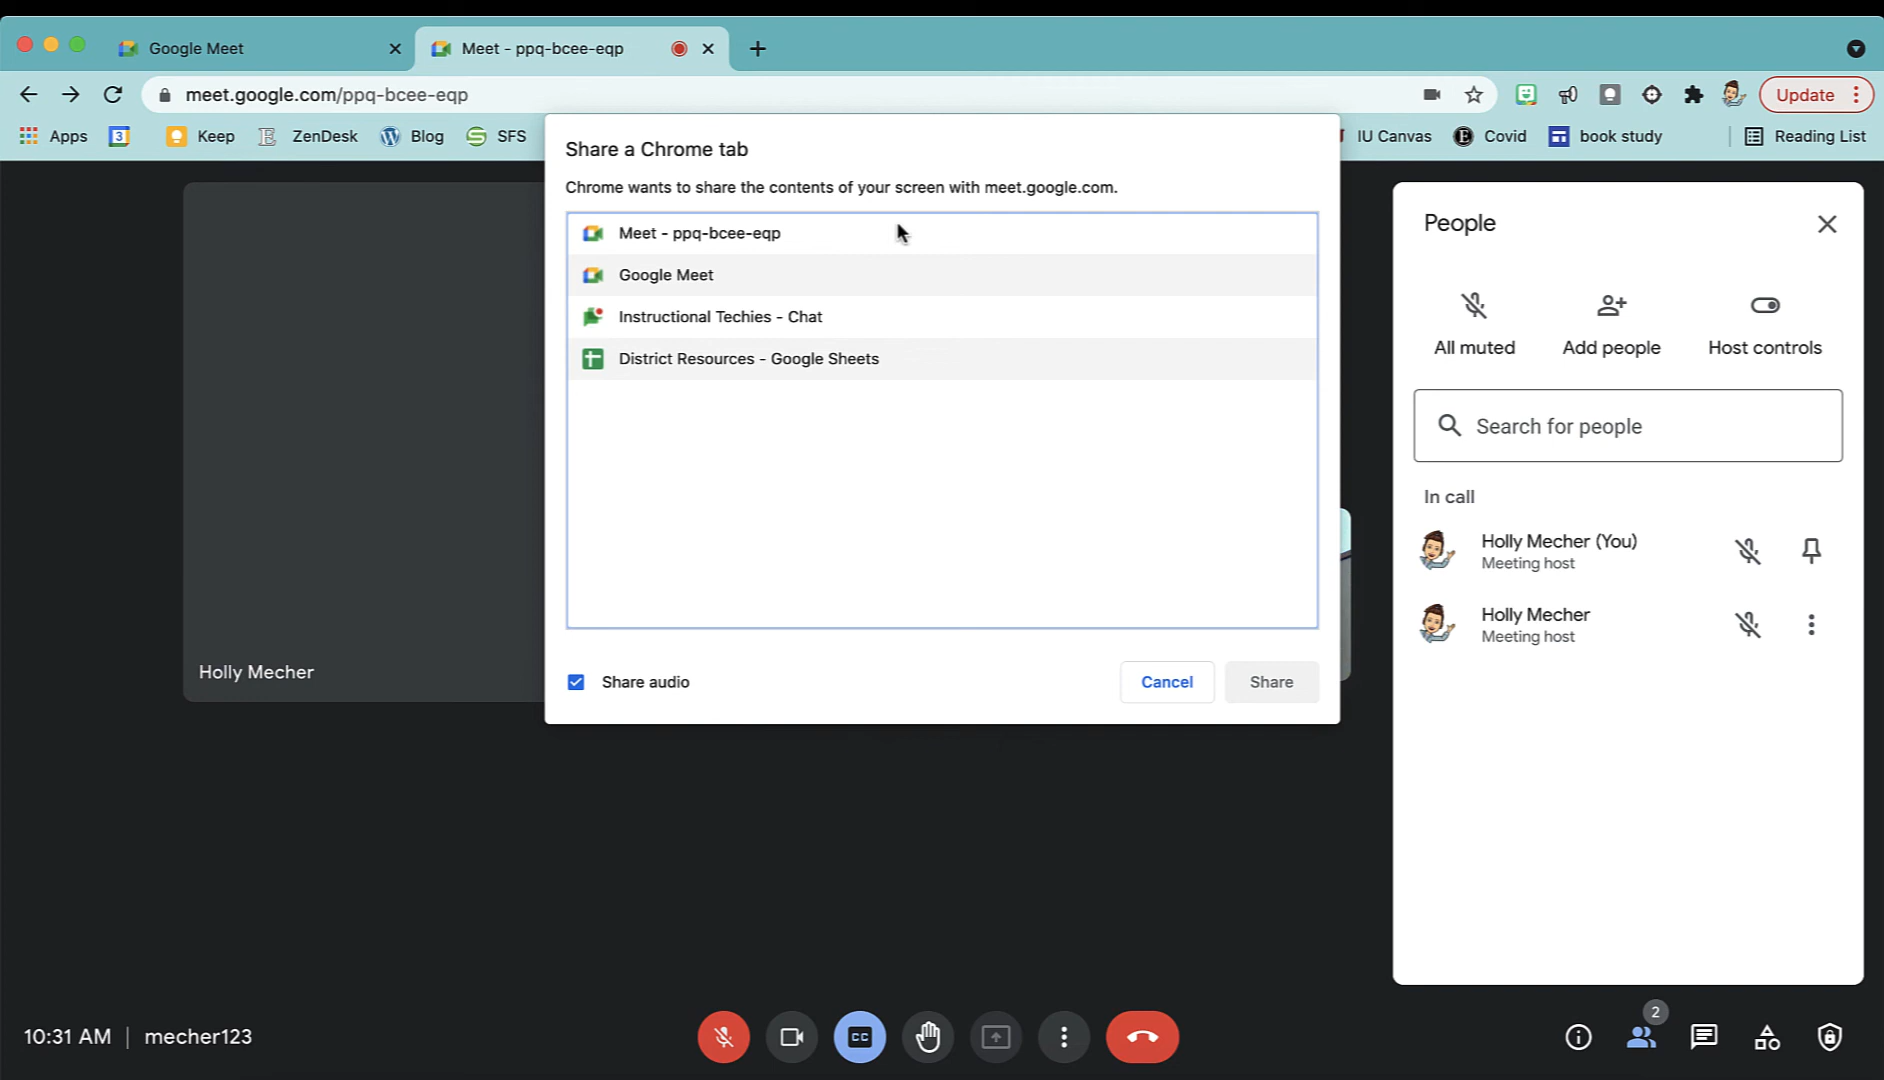 Google Meet
Meet - ppq-bcee-eqp
meet.google.com/ppq-bcee-eqp
Update
Apps
3
Keep
ZenDesk
Blog
SFS
IU Canvas
Covid
book study
Reading List
Share a Chrome tab
Chrome wants to share the contents of your screen with meet.google.com.
Meet - ppq-bcee-eqp
Google Meet
Instructional Techies - Chat
District Resources - Google Sheets
Share audio
Cancel
Share
Holly Mecher
People
All muted
Add people
Host controls
Search for people
In call
Holly Mecher (You)
Meeting host
Holly Mecher
Meeting host
10:31 AM | mecher123
CC
2